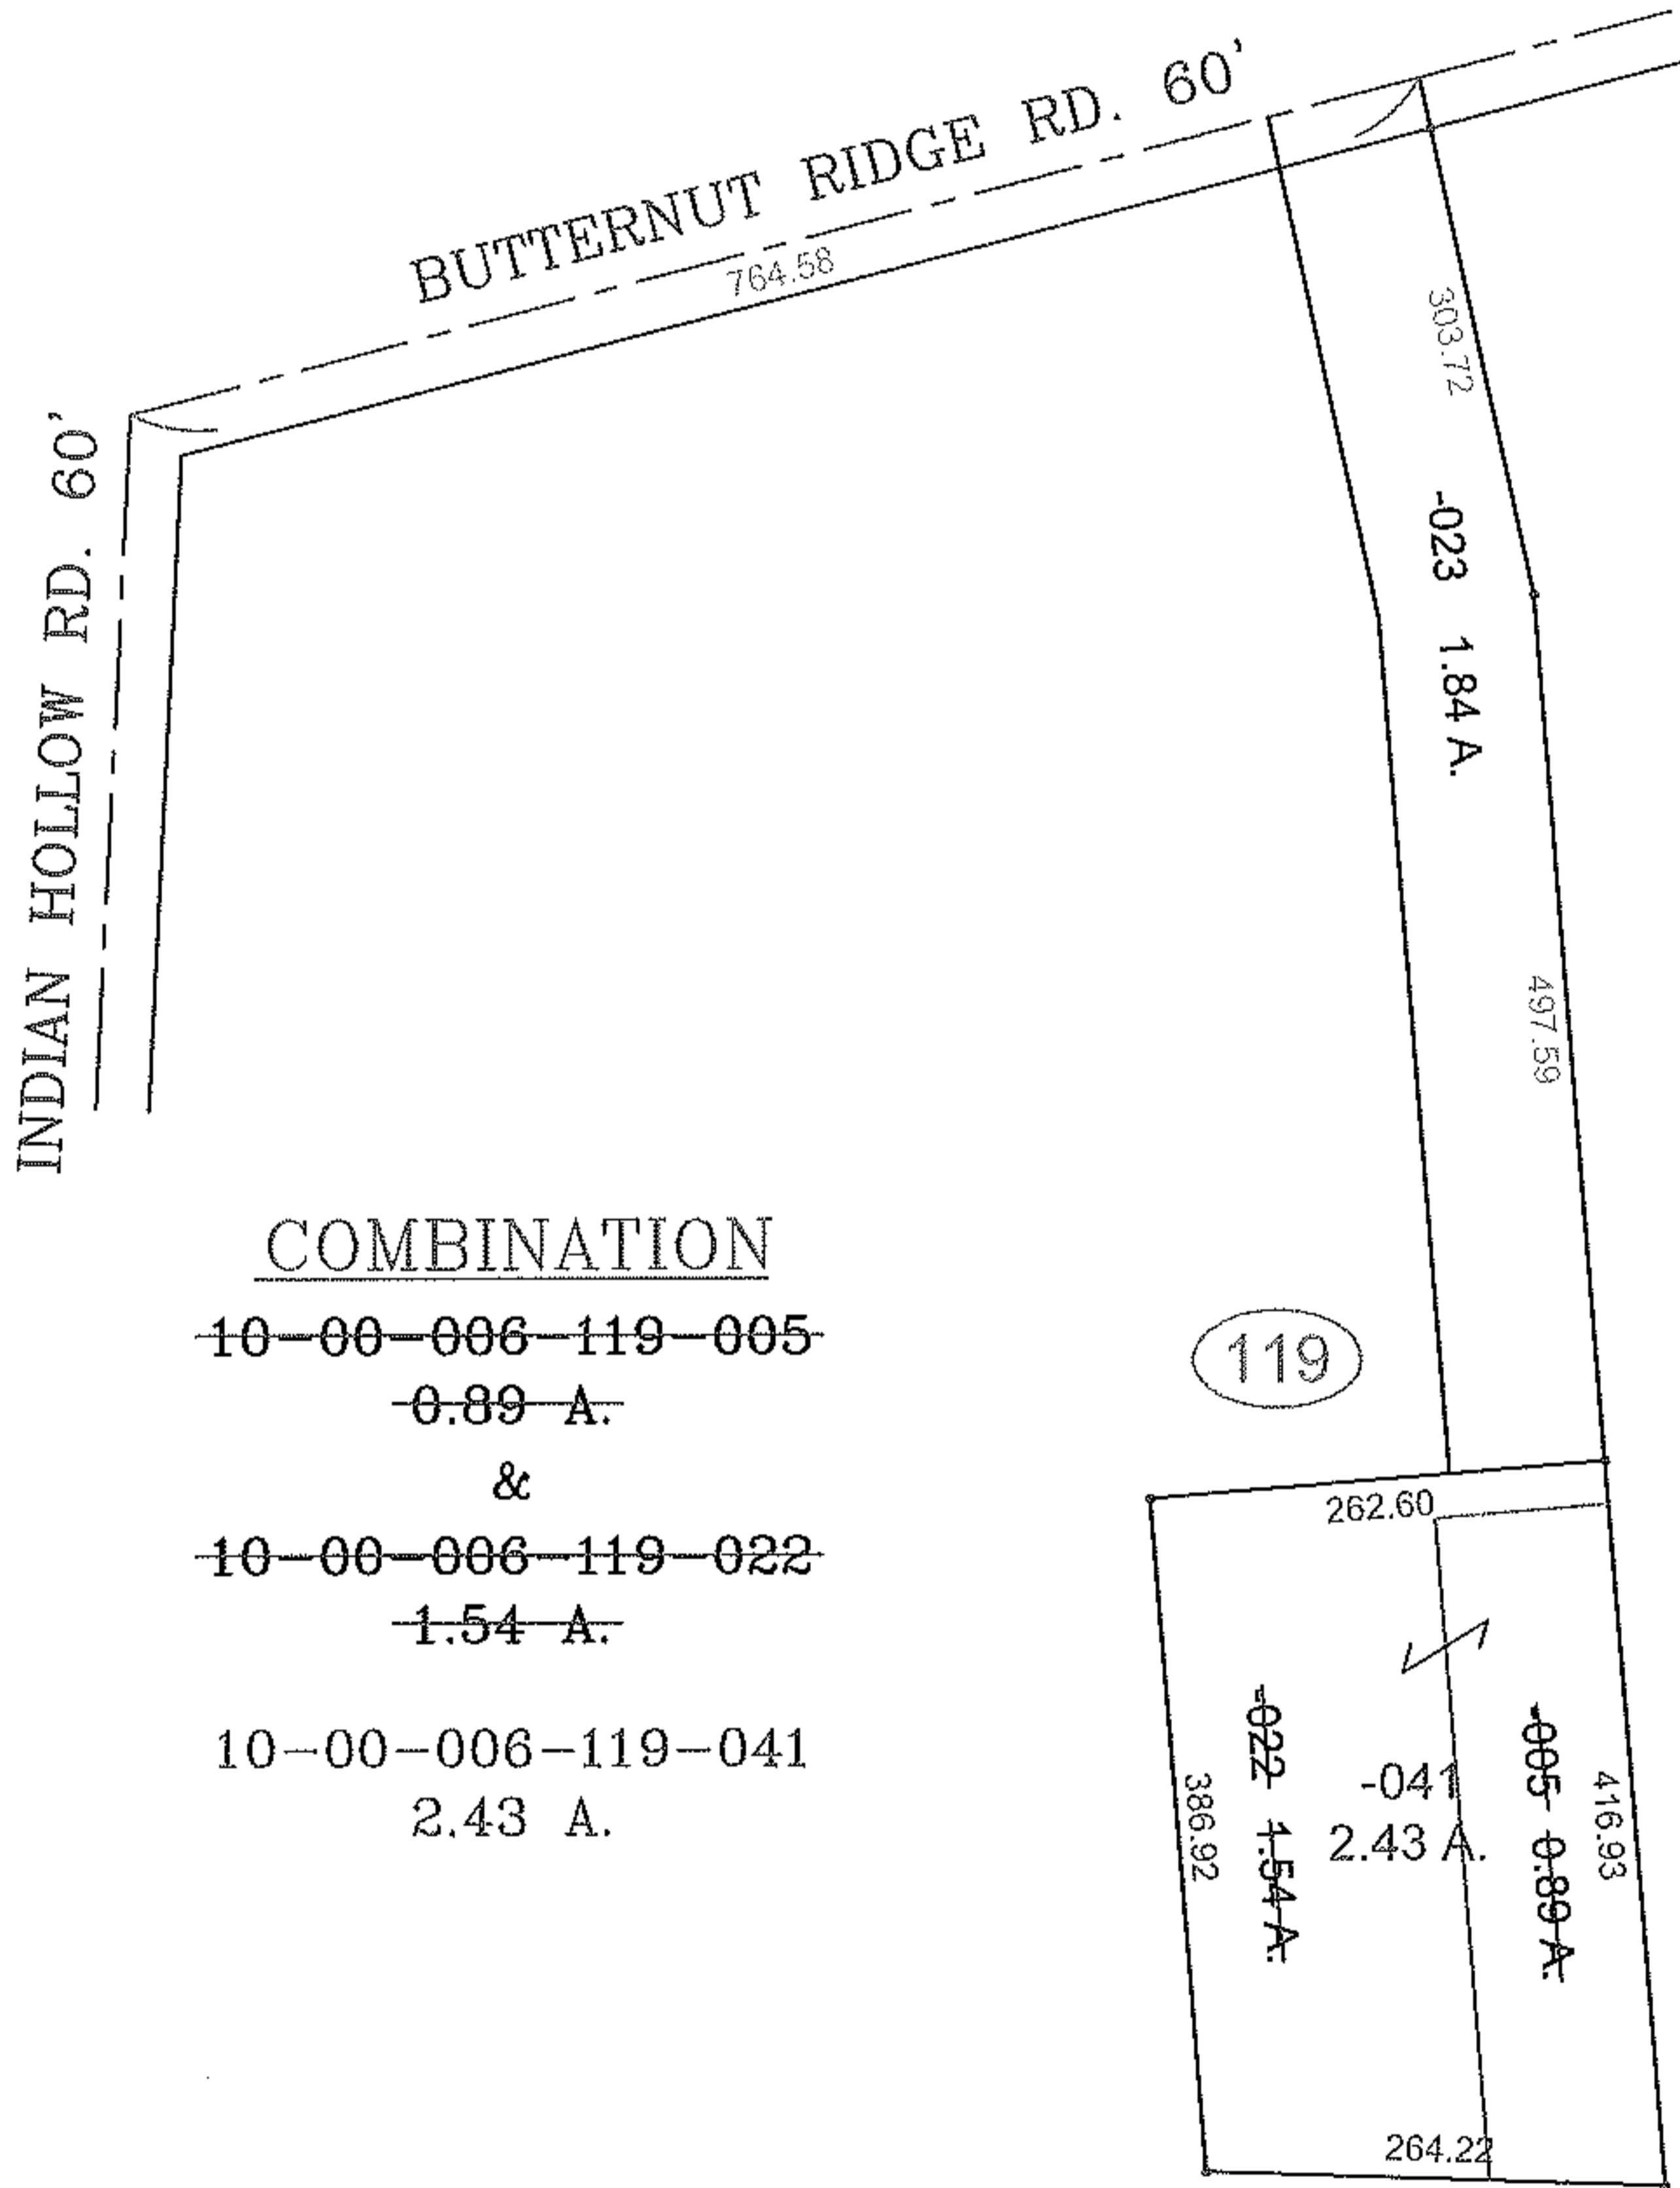 BUTTERNUT RIDGE RD. 60'
764.58
INDIAN HOLLOW RD. 60'
303.72
-023 1.84 A.
497.59
COMBINATION
10-00-006-119-005
0.89 A.
&
10-00-006-119-022
1.54 A.
10-00-006-119-041
2.43 A.
119
262.60
-022 1.54 A.
386.92
-041
2.43 A.
-005 0.89 A.
416.93
264.22